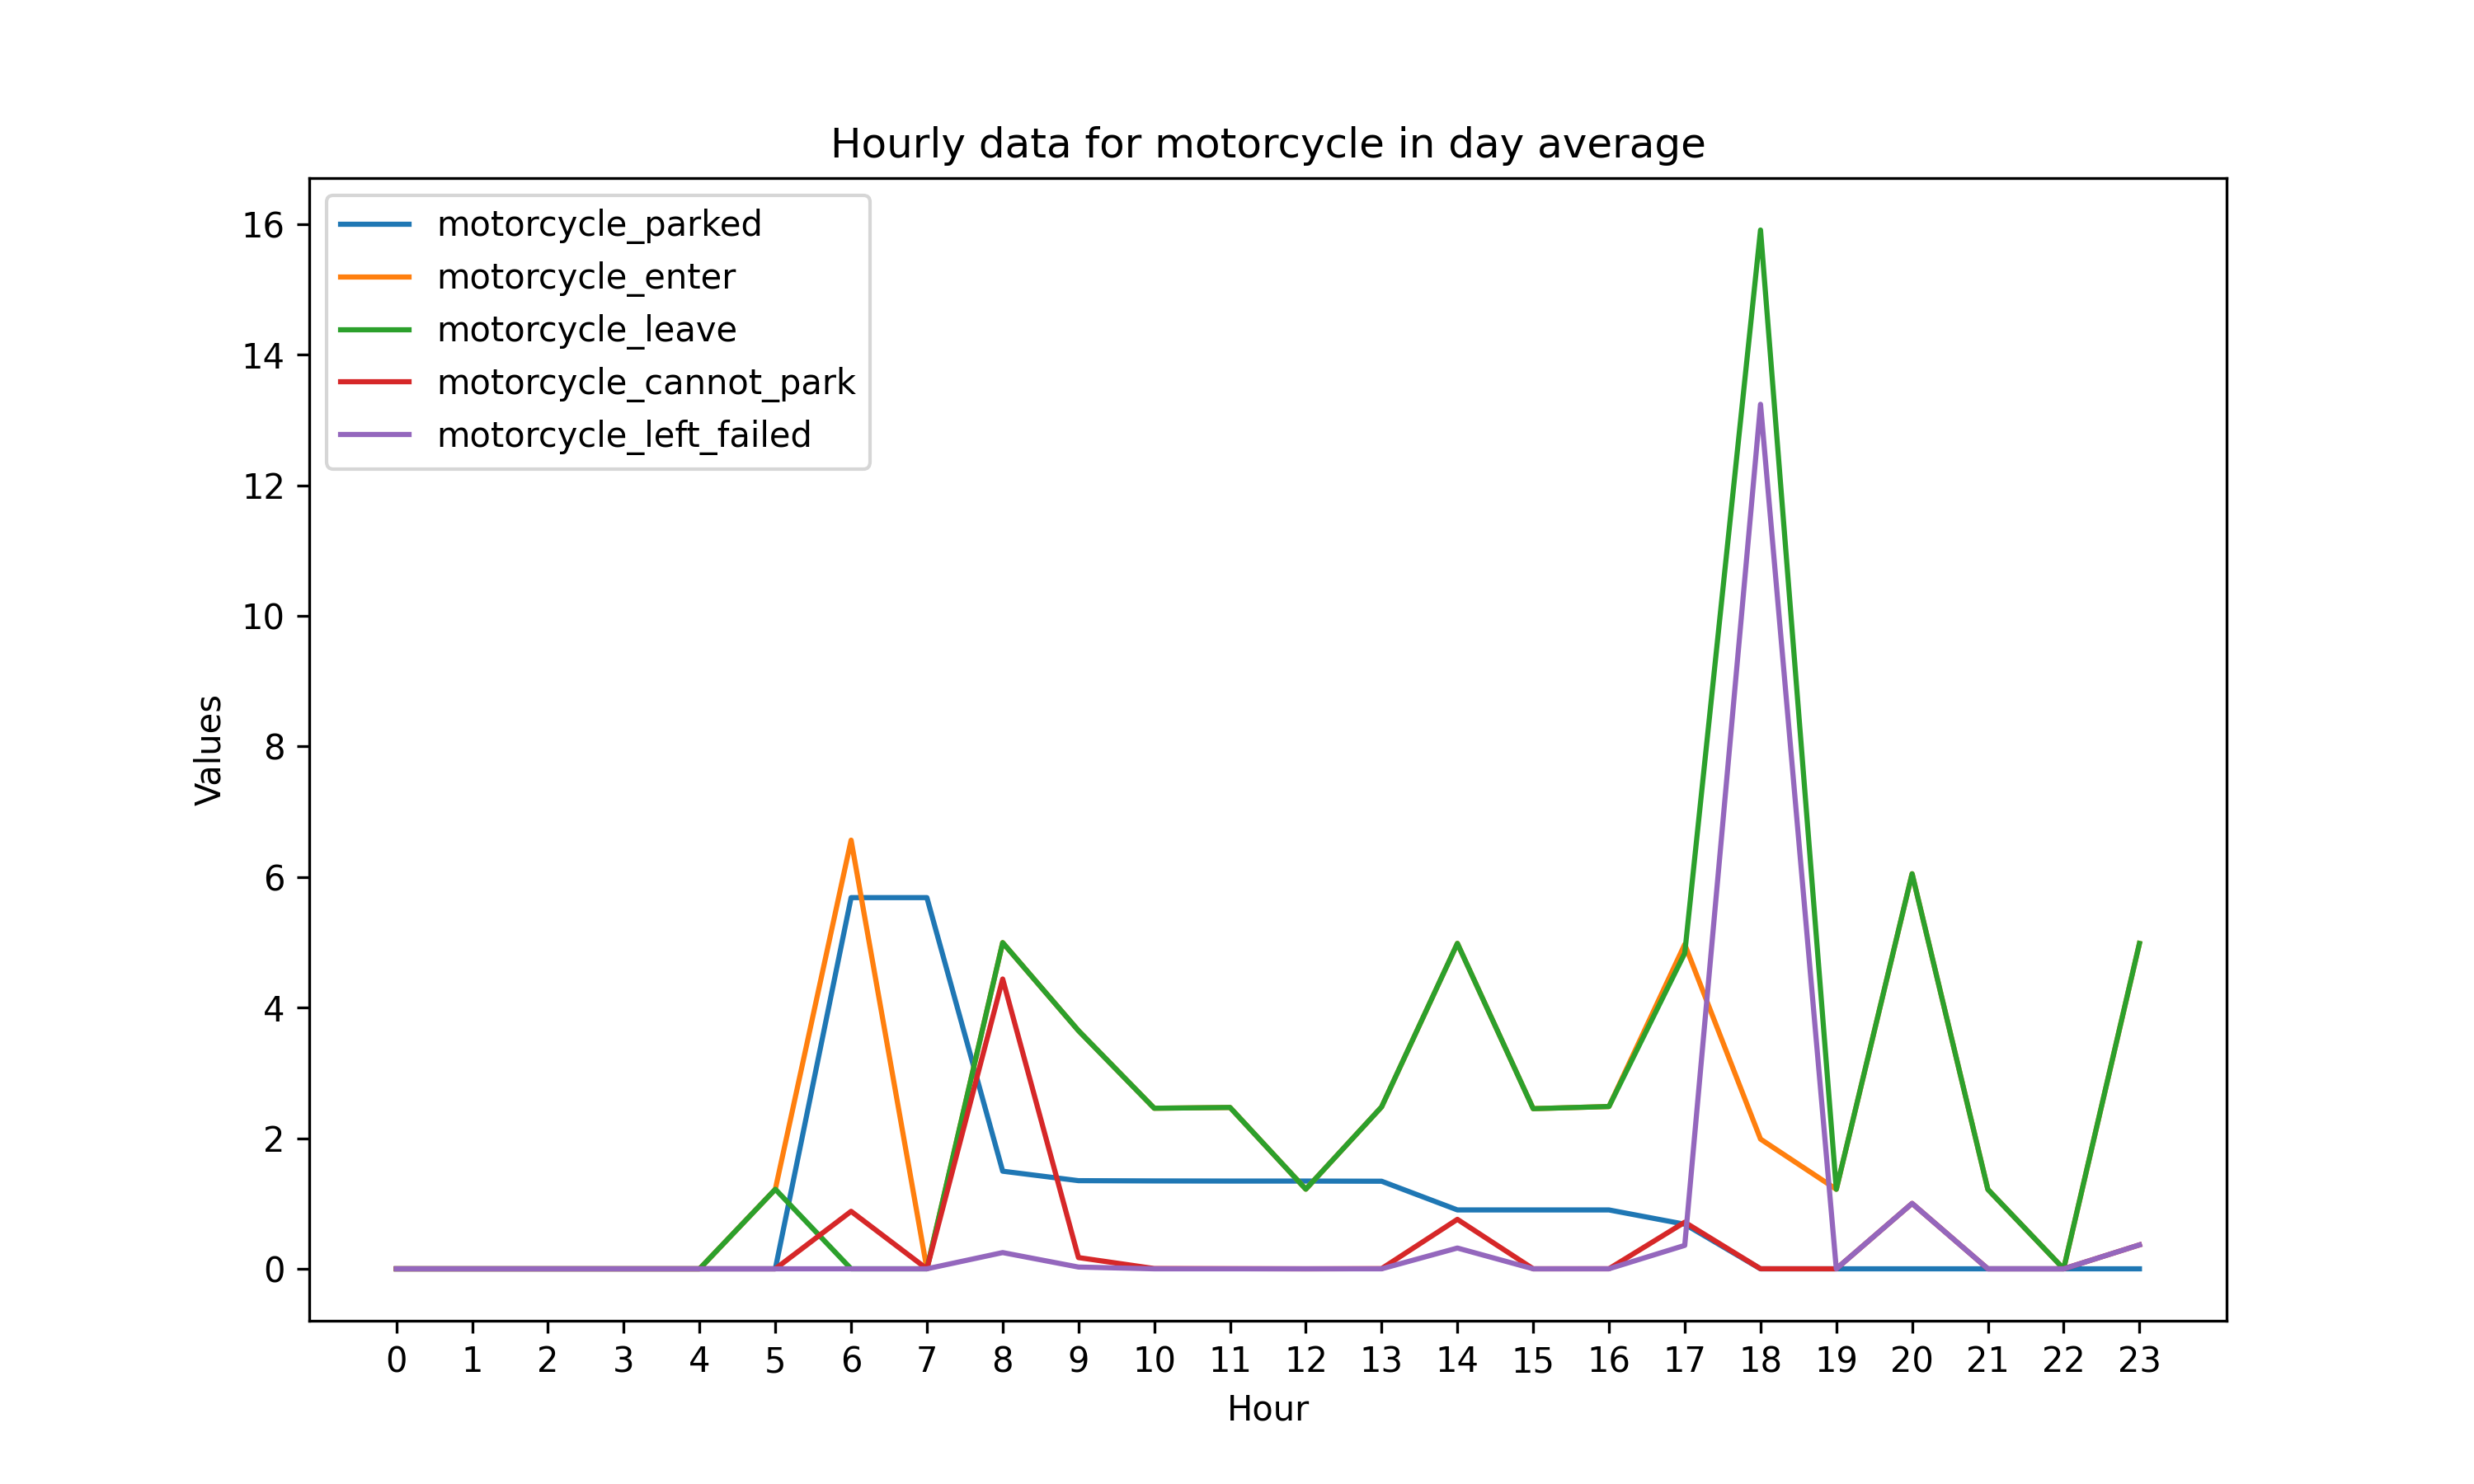 Hourly data for motorcycle in day average
motorcycle_parked
motorcycle_enter
motorcycle_leave
motorcycle_cannot_park
motorcycle_left_failed
16
14
12
10
8
6
4
2
0
Values
0 1 2 3 4 5 6 7 8 9 10 11 12 13 14 15 16 17 18 19 20 21 22 23
Hour